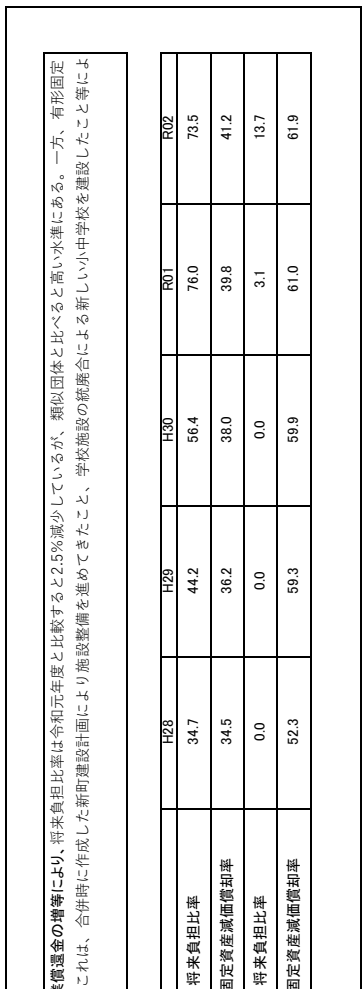 償還金の増等により、将来負担比率は令和元年度と比較すると2.5%減少しているが、類似団体と比べると高い水準にある。一方、有形固定
これは、合併時に作成した新町建設計画により施設整備を進めてきたこと、学校施設の統廃合による新しい小中学校を建設したこと等によ
H28 H29 H30 R01 R02
将来負担比率 34.7 44.2 56.4 76.0 73.5
固定資産減価償却率 34.5 36.2 38.0 39.8 41.2
将来負担比率 0.0 0.0 0.0 3.1 13.7
固定資産減価償却率 52.3 59.3 59.9 61.0 61.9